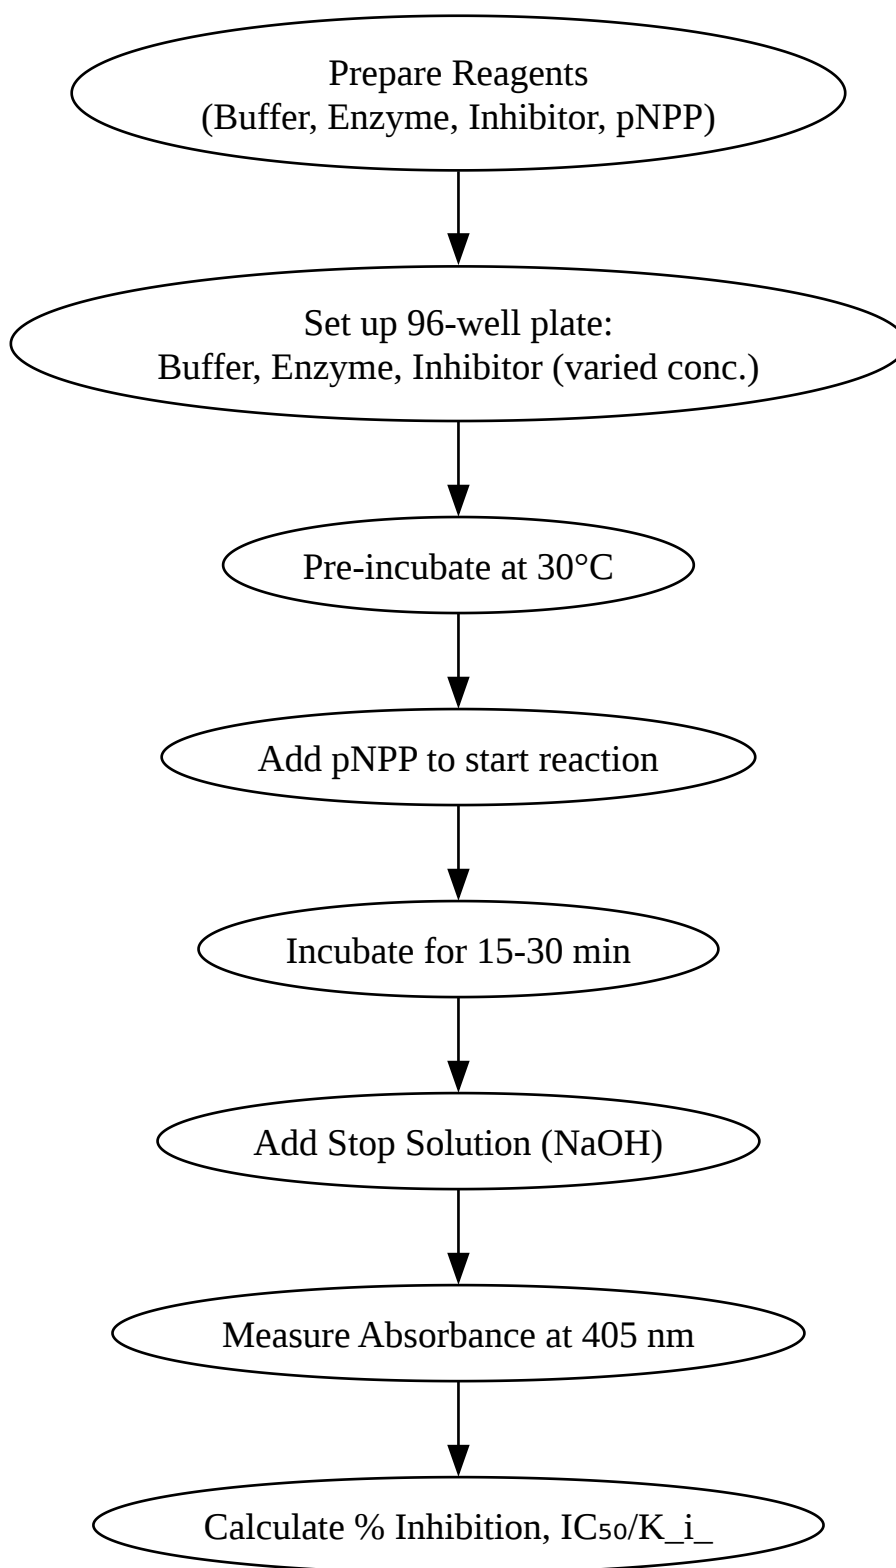 Prepare Reagents
(Buffer, Enzyme, Inhibitor, pNPP)
Set up 96-well plate:
Buffer, Enzyme, Inhibitor (varied conc.)
Pre-incubate at 30°C
Add pNPP to start reaction
Incubate for 15-30 min
Add Stop Solution (NaOH)
Measure Absorbance at 405 nm
Calculate % Inhibition, IC₅₀/K_i_